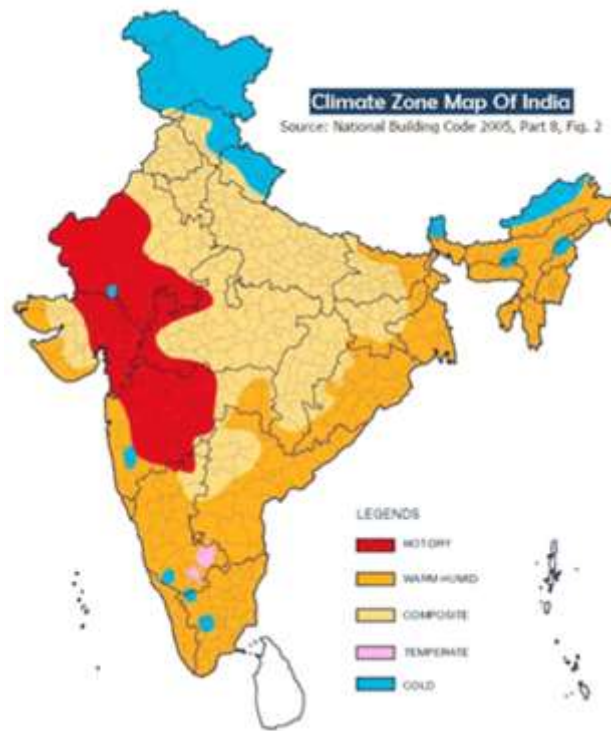 Climate Zone Map Of India
Source: National Building Code 2005, Part 8, Fig. 2
LEGENDS
HOT-DRY
WARM-HUMID
COMPOSITE
TEMPERATE
COLD